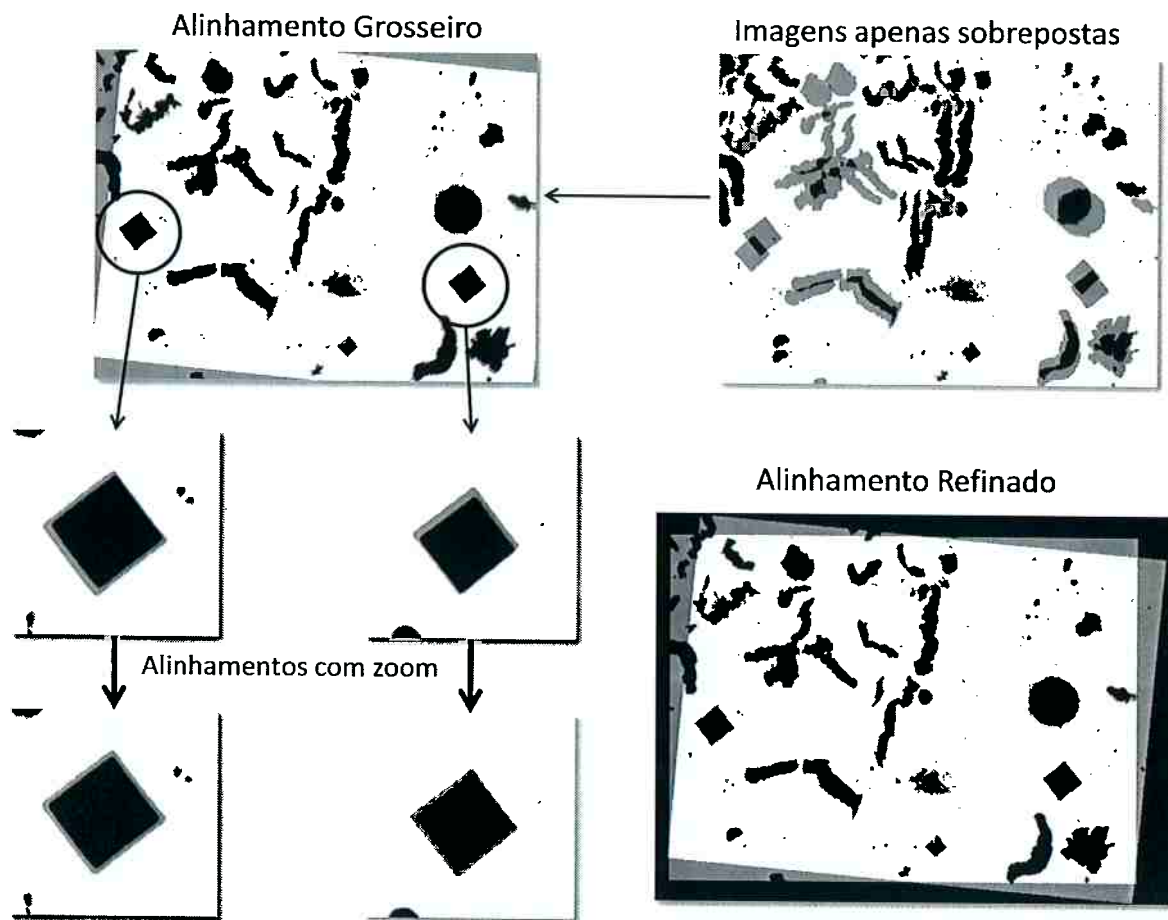 Alinhamento Grosseiro
Imagens apenas sobrepostas
Alinhamento Refinado
Alinhamentos com zoom